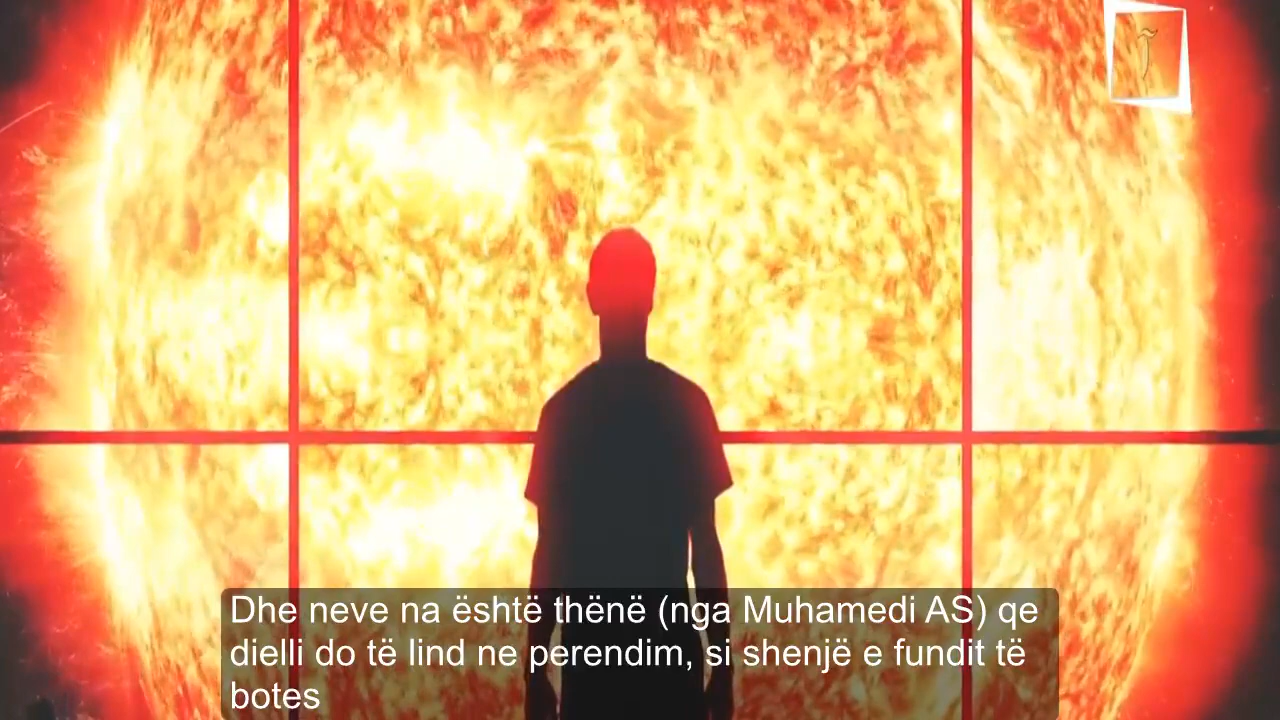 Dhe neve na është thënë (nga Muhamedi AS) qe
dielli do të lind ne perendim, si shenjë e fundit të
botes